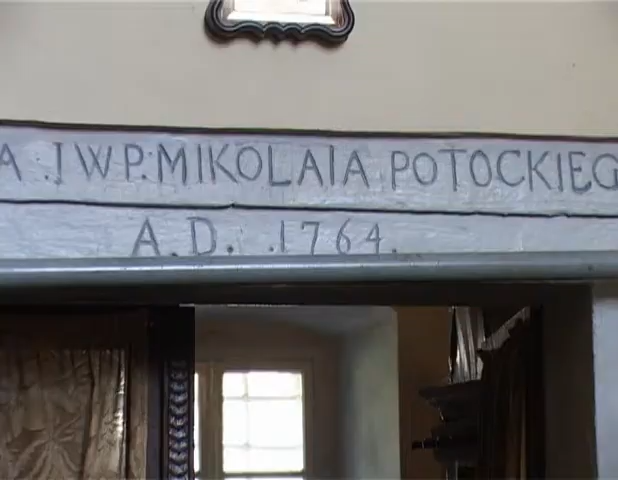 A . I W P. MIKOLAIA POTOCKIEG
A. D. . 1764.